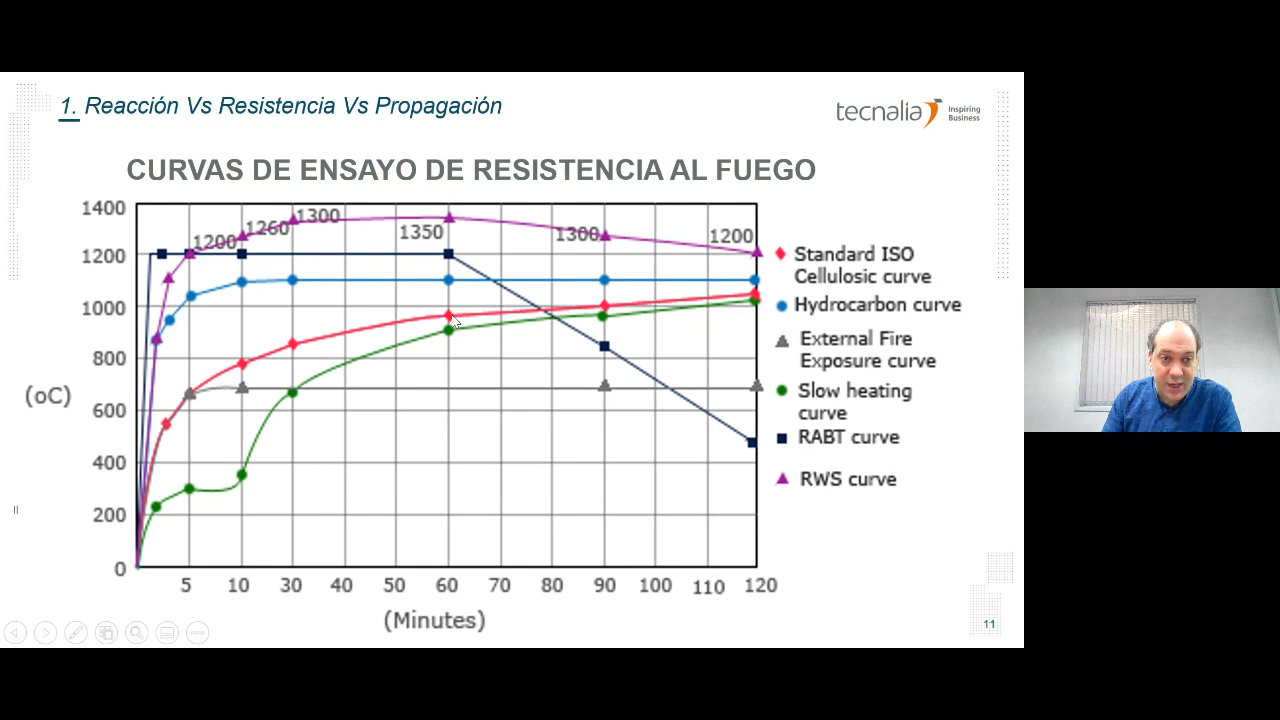 1. Reacción Vs Resistencia Vs Propagación
tecnalia
Inspiring
Business
CURVAS DE ENSAYO DE RESISTENCIA AL FUEGO
1400
1200
1000
800
600
400
200
0
(oC)
1200
1260
1300
1350
1300
1200
5 10 30 40 50 60 70 80 90 100 110 120
(Minutes)
Standard ISO
Cellulosic curve
Hydrocarbon curve
External Fire
Exposure curve
Slow heating
curve
RABT curve
RWS curve
11